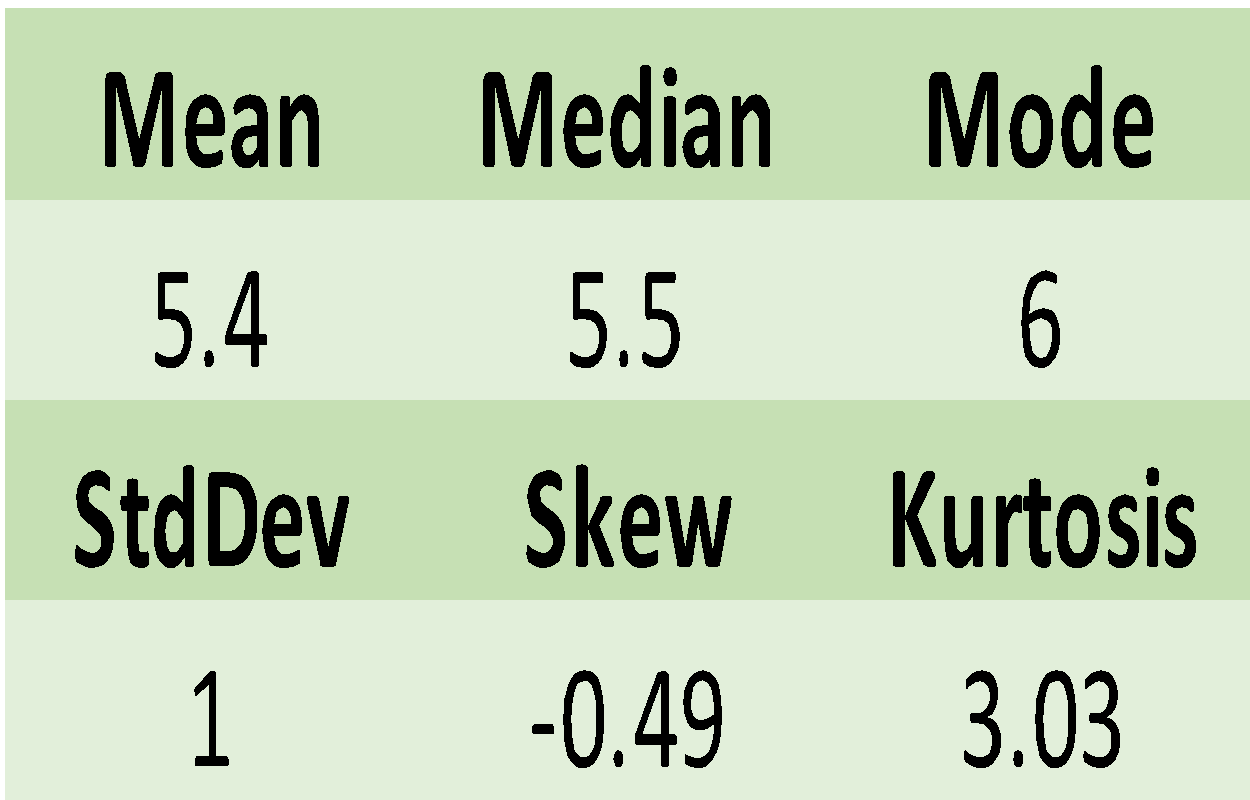 Mean Median Mode
5.4 5.5 6
StdDev Skew Kurtosis
1 -0.49 3.03